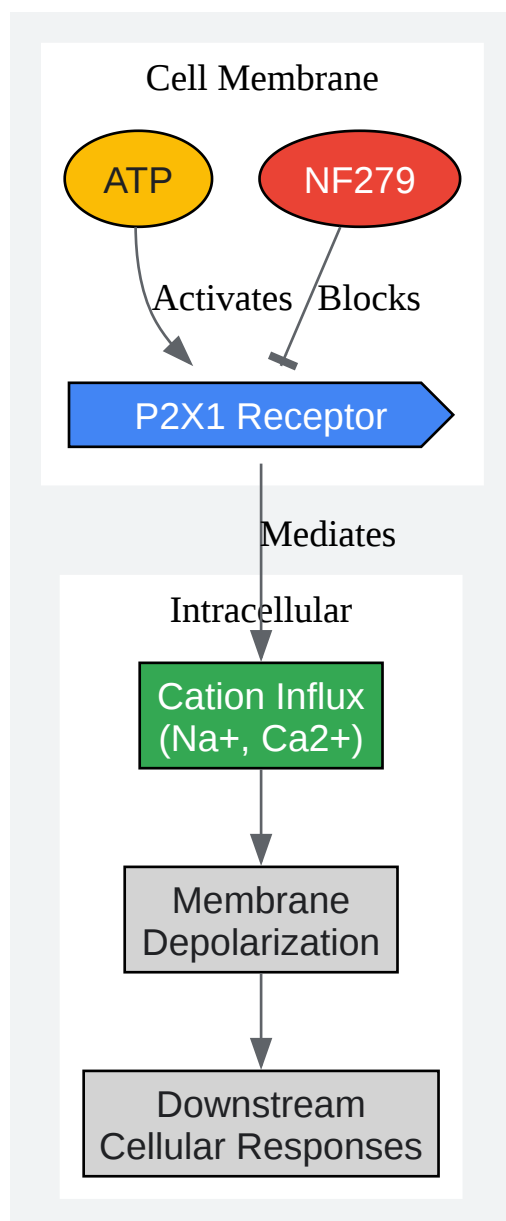 Cell Membrane
ATP
NF279
Activates
Blocks
P2X1 Receptor
Mediates
Intracellular
Cation Influx
(Na+, Ca2+)
Membrane
Depolarization
Downstream
Cellular Responses